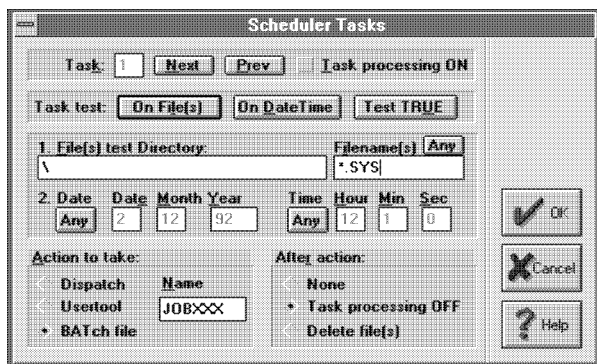 Scheduler Tasks
Task: 1 Next Prev Task processing ON
Task test: On File(s) On DateTime Test TRUE
1. File(s) test Directory: Filename(s) Any
\ *.SYS
2. Date Date Month Year Time Hour Min Sec
Any 2 12 92 Any 12 1 0
Action to take: After action:
Dispatch Name None
Usertool JOBXXX Task processing OFF
BATch file Delete file(s)
OK
Cancel
Help